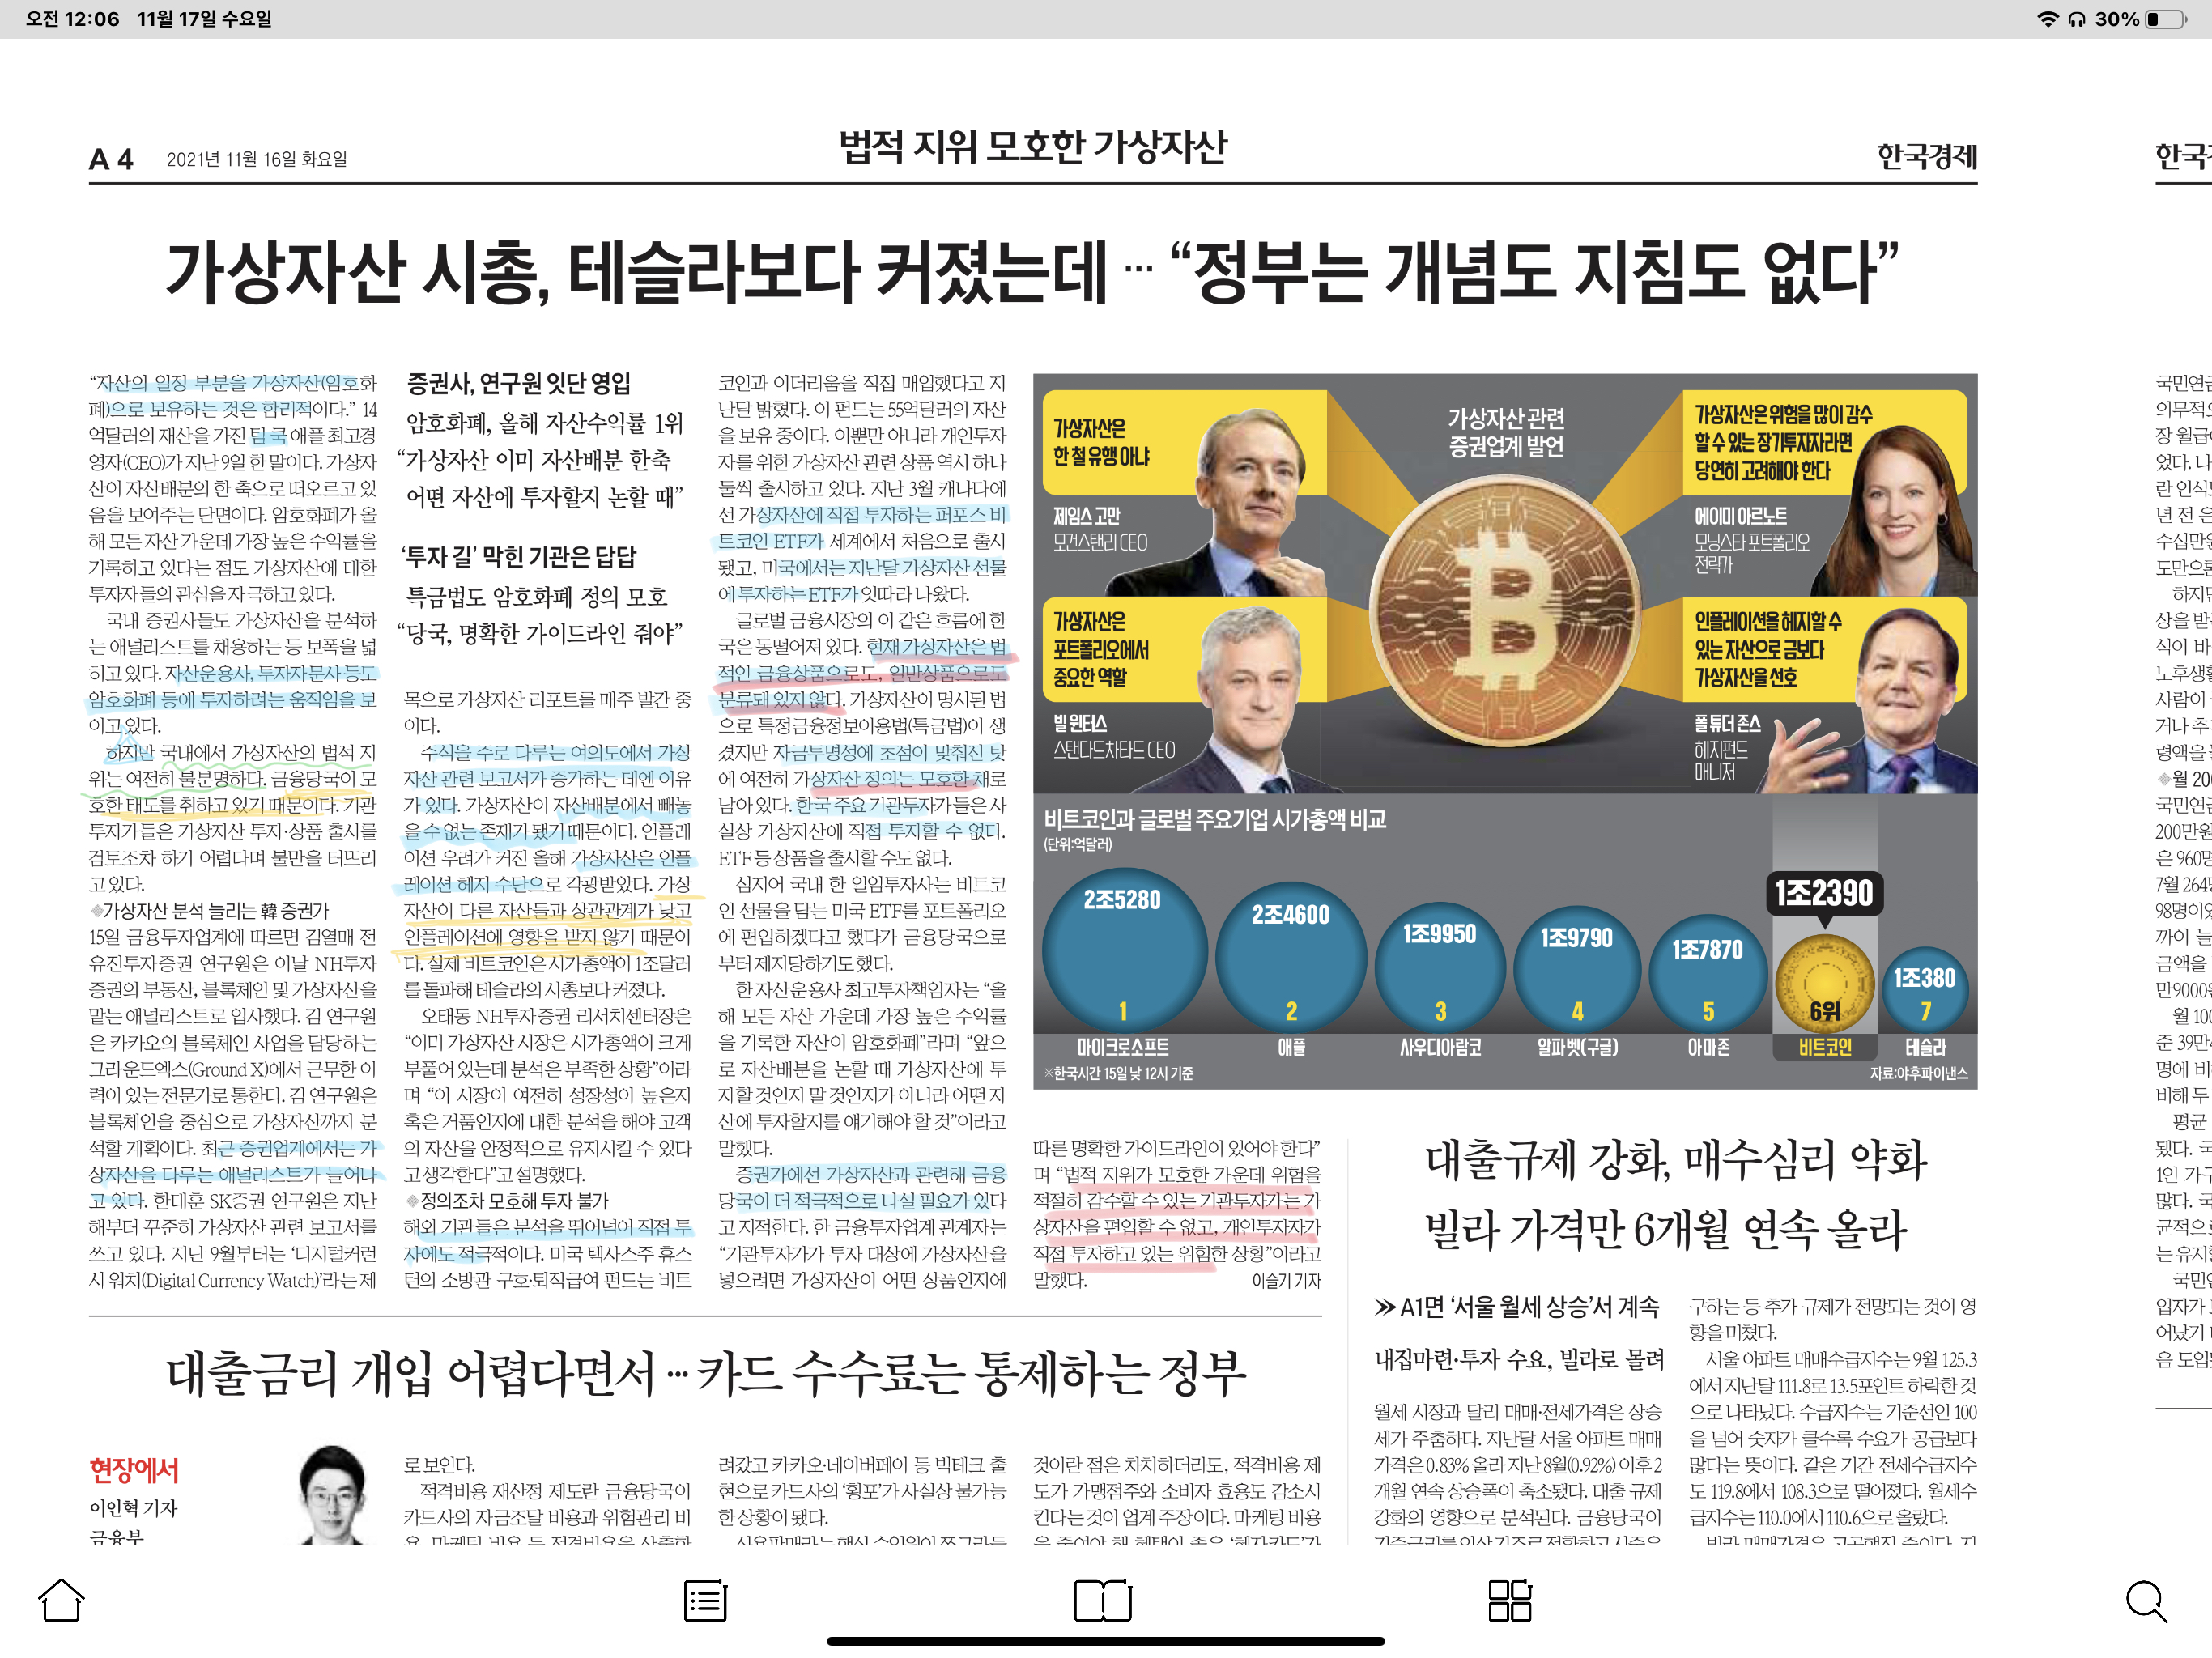 오전 12:06 11월 17일 수요일
30%
A 4 2021년 11월 16일 화요일
법적 지위 모호한 가상자산
한국경제
가상자산 시총, 테슬라보다 커졌는데 … “정부는 개념도 지침도 없다”
“자산의 일정 부분을 가상자산(암호화
폐)으로 보유하는 것은 합리적이다.” 14
억달러의 재산을 가진 팀 쿡 애플 최고경
영자(CEO)가 지난 9일 한 말이다. 가상자
산이 자산배분의 한 축으로 떠오르고 있
음을 보여주는 단면이다. 암호화폐가 올
해 모든 자산 가운데 가장 높은 수익률을
기록하고 있다는 점도 가상자산에 대한
투자자들의 관심을 자극하고 있다.
국내 증권사들도 가상자산을 분석하
는 애널리스트를 채용하는 등 보폭을 넓
히고 있다. 자산운용사, 투자자문사 등도
암호화폐 등에 투자하려는 움직임을 보
이고 있다.
하지만 국내에서 가상자산의 법적 지
위는 여전히 불분명하다. 금융당국이 모
호한 태도를 취하고 있기 때문이다. 기관
투자가들은 가상자산 투자·상품 출시를
검토조차 하기 어렵다며 불만을 터뜨리
고 있다.
◈가상자산 분석 늘리는 韓 증권가
15일 금융투자업계에 따르면 김열매 전
유진투자증권 연구원은 이날 NH투자
증권의 부동산, 블록체인 및 가상자산을
맡는 애널리스트로 입사했다. 김 연구원
은 카카오의 블록체인 사업을 담당하는
그라운드엑스(Ground X)에서 근무한 이
력이 있는 전문가로 통한다. 김 연구원은
블록체인을 중심으로 가상자산까지 분
석할 계획이다. 최근 증권업계에서는 가
상자산을 다루는 애널리스트가 늘어나
고 있다. 한대훈 SK증권 연구원은 지난
해부터 꾸준히 가상자산 관련 보고서를
쓰고 있다. 지난 9월부터는 ‘디지털커런
시 위치(Digital Currency Watch)’라는 제
증권사, 연구원 잇단 영입
암호화폐, 올해 자산수익률 1위
“가상자산 이미 자산배분 한축
어떤 자산에 투자할지 논할 때”
‘투자 길’ 막힌 기관은 답답
특금법도 암호화폐 정의 모호
“당국, 명확한 가이드라인 줘야”
목으로 가상자산 리포트를 매주 발간 중
이다.
주식을 주로 다루는 여의도에서 가상
자산 관련 보고서가 증가하는 데엔 이유
가 있다. 가상자산이 자산배분에서 빼놓
을 수 없는 존재가 됐기 때문이다. 인플레
이션 우려가 커진 올해 가상자산은 인플
레이션 헤지 수단으로 각광받았다. 가상
자산이 다른 자산들과 상관관계가 낮고
인플레이션에 영향을 받지 않기 때문이
다. 실제 비트코인은 시가총액이 1조달러
를 돌파해 테슬라의 시총보다 커졌다.
오태동 NH투자증권 리서치센터장은
“이미 가상자산 시장은 시가총액이 크게
부풀어 있는데 분석은 부족한 상황”이라
며 “이 시장이 여전히 성장성이 높은지
혹은 거품인지에 대한 분석을 해야 고객
의 자산을 안정적으로 유지시킬 수 있다
고 생각한다”고 설명했다.
◈정의조차 모호해 투자 불가
해외 기관들은 분석을 뛰어넘어 직접 투
자에도 적극적이다. 미국 텍사스주 휴스
턴의 소방관 구호·퇴직급여 펀드는 비트
코인과 이더리움을 직접 매입했다고 지
난달 밝혔다. 이 펀드는 55억달러의 자산
을 보유 중이다. 이뿐만 아니라 개인투자
자를 위한 가상자산 관련 상품 역시 하나
둘씩 출시하고 있다. 지난 3월 캐나다에
선 가상자산에 직접 투자하는 퍼포스 비
트코인 ETF가 세계에서 처음으로 출시
됐고, 미국에서는 지난달 가상자산 선물
에 투자하는 ETF가 잇따라 나왔다.
글로벌 금융시장의 이 같은 흐름에 한
국은 동떨어져 있다. 현재 가상자산은 법
적인 금융상품으로도, 일반상품으로도
분류돼 있지 않다. 가상자산이 명시된 법
으로 특정금융정보이용법(특금법)이 생
겼지만 자금투명성에 초점이 맞춰진 탓
에 여전히 가상자산 정의는 모호한 채로
남아 있다. 한국 주요 기관투자가들은 사
실상 가상자산에 직접 투자할 수 없다.
ETF 등 상품을 출시할 수도 없다.
심지어 국내 한 일임투자사는 비트코
인 선물을 담는 미국 ETF를 포트폴리오
에 편입하겠다고 했다가 금융당국으로
부터 제지당하기도 했다.
한 자산운용사 최고투자책임자는 “올
해 모든 자산 가운데 가장 높은 수익률
을 기록한 자산이 암호화폐”라며 “앞으
로 자산배분을 논할 때 가상자산에 투
자할 것인지 말 것인지가 아니라 어떤 자
산에 투자할지를 얘기해야 할 것”이라고
말했다.
증권가에선 가상자산과 관련해 금융
당국이 더 적극적으로 나설 필요가 있다
고 지적한다. 한 금융투자업계 관계자는
“기관투자가가 투자 대상에 가상자산을
넣으려면 가상자산이 어떤 상품인지에
따른 명확한 가이드라인이 있어야 한다”
며 “법적 지위가 모호한 가운데 위험을
적절히 감수할 수 있는 기관투자가는 가
상자산을 편입할 수 없고, 개인투자자가
직접 투자하고 있는 위험한 상황”이라고
말했다. 이슬기 기자
가상자산 관련
증권업계 발언
가상자산은
한 철 유행 아냐
제임스 고만
모건스탠리 CEO
가상자산은 위험을 많이 감수
할 수 있는 장기투자자라면
당연히 고려해야 한다
에이미 아르노트
모닝스타 포트폴리오
전략가
가상자산은
포트폴리오에서
중요한 역할
빌 윈터스
스탠다드차타드 CEO
인플레이션을 헤지할 수
있는 자산으로 금보다
가상자산을 선호
폴 튜더 존스
헤지펀드
매니저
비트코인과 글로벌 주요기업 시가총액 비교
(단위:억달러)
2조5280
2조4600
1조9950
1조9790
1조7870
1조2390
1조380
1 2 3 4 5 6위 7
마이크로소프트 애플 사우디아람코 알파벳(구글) 아마존 비트코인 테슬라
※한국시간 15일 낮 12시 기준
자료:야후파이낸스
대출규제 강화, 매수심리 약화
빌라 가격만 6개월 연속 올라
≫ A1면 ‘서울 월세 상승’서 계속
내집마련·투자 수요, 빌라로 몰려
월세 시장과 달리 매매·전세가격은 상승
세가 주춤하다. 지난달 서울 아파트 매매
가격은 0.83% 올라 지난 8월(0.92%) 이후 2
개월 연속 상승폭이 축소됐다. 대출 규제
강화의 영향으로 분석된다. 금융당국이
구하는 등 추가 규제가 전망되는 것이 영
향을 미쳤다.
서울 아파트 매매수급지수는 9월 125.3
에서 지난달 111.8로 13.5포인트 하락한 것
으로 나타났다. 수급지수는 기준선인 100
을 넘어 숫자가 클수록 수요가 공급보다
많다는 뜻이다. 같은 기간 전세수급지수
도 119.8에서 108.3으로 떨어졌다. 월세수
급지수는 110.0에서 110.6으로 올랐다.
대출금리 개입 어렵다면서 … 카드 수수료는 통제하는 정부
현장에서
이인혁 기자
금융부
로 보인다.
적격비용 재산정 제도란 금융당국이
카드사의 자금조달 비용과 위험관리 비
려갔고 카카오·네이버페이 등 빅테크 출
현으로 카드사의 ‘횡포’가 사실상 불가능
한 상황이 됐다.
것이란 점은 차치하더라도, 적격비용 제
도가 가맹점주와 소비자 효용도 감소시
킨다는 것이 업계 주장이다. 마케팅 비용
한국
국민연금
의무적으
장 월급
었다. 나
란 인식
년 전 은
수십만원
도만으로
하지만
상을 받
식이 바
노후생활
사람이
거나 추
령액을
◈월 20
국민연금
200만원
은 960명
7월 264명
98명이었
까이 늘
금액을
만9000원
월 100
준 39만
명에 비
비해 두
평균
됐다. 국
1인 가구
많다. 국
균적으로
는 유지
국민연
입자가
어났기
음 도입